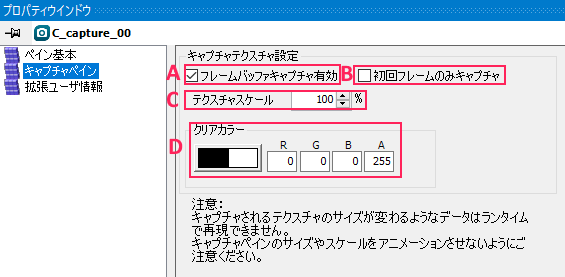 プロパティウインドウ
C_capture_00
ペイン基本
キャプチャペイン
拡張ユーザ情報
キャプチャテクスチャ設定
A フレームバッファキャプチャ有効 B 初回フレームのみキャプチャ
C テクスチャスケール 100 %
クリアカラー
D
R G B A
0 0 0 255
注意:
キャプチャされるテクスチャのサイズが変わるようなデータはランタイム
で再現できません。
キャプチャペインのサイズやスケールをアニメーションさせないようにご
注意ください。